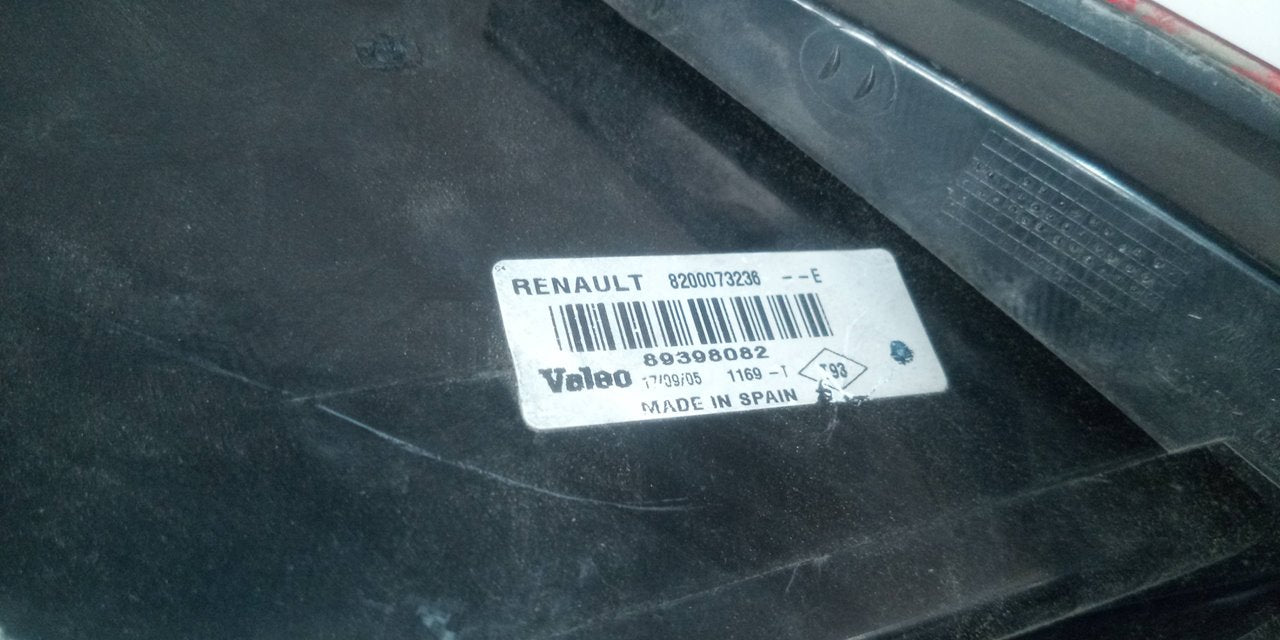 RENAULT 8200073236 --E
89398082
Valeo 17/09/05 1169-T
MADE IN SPAIN